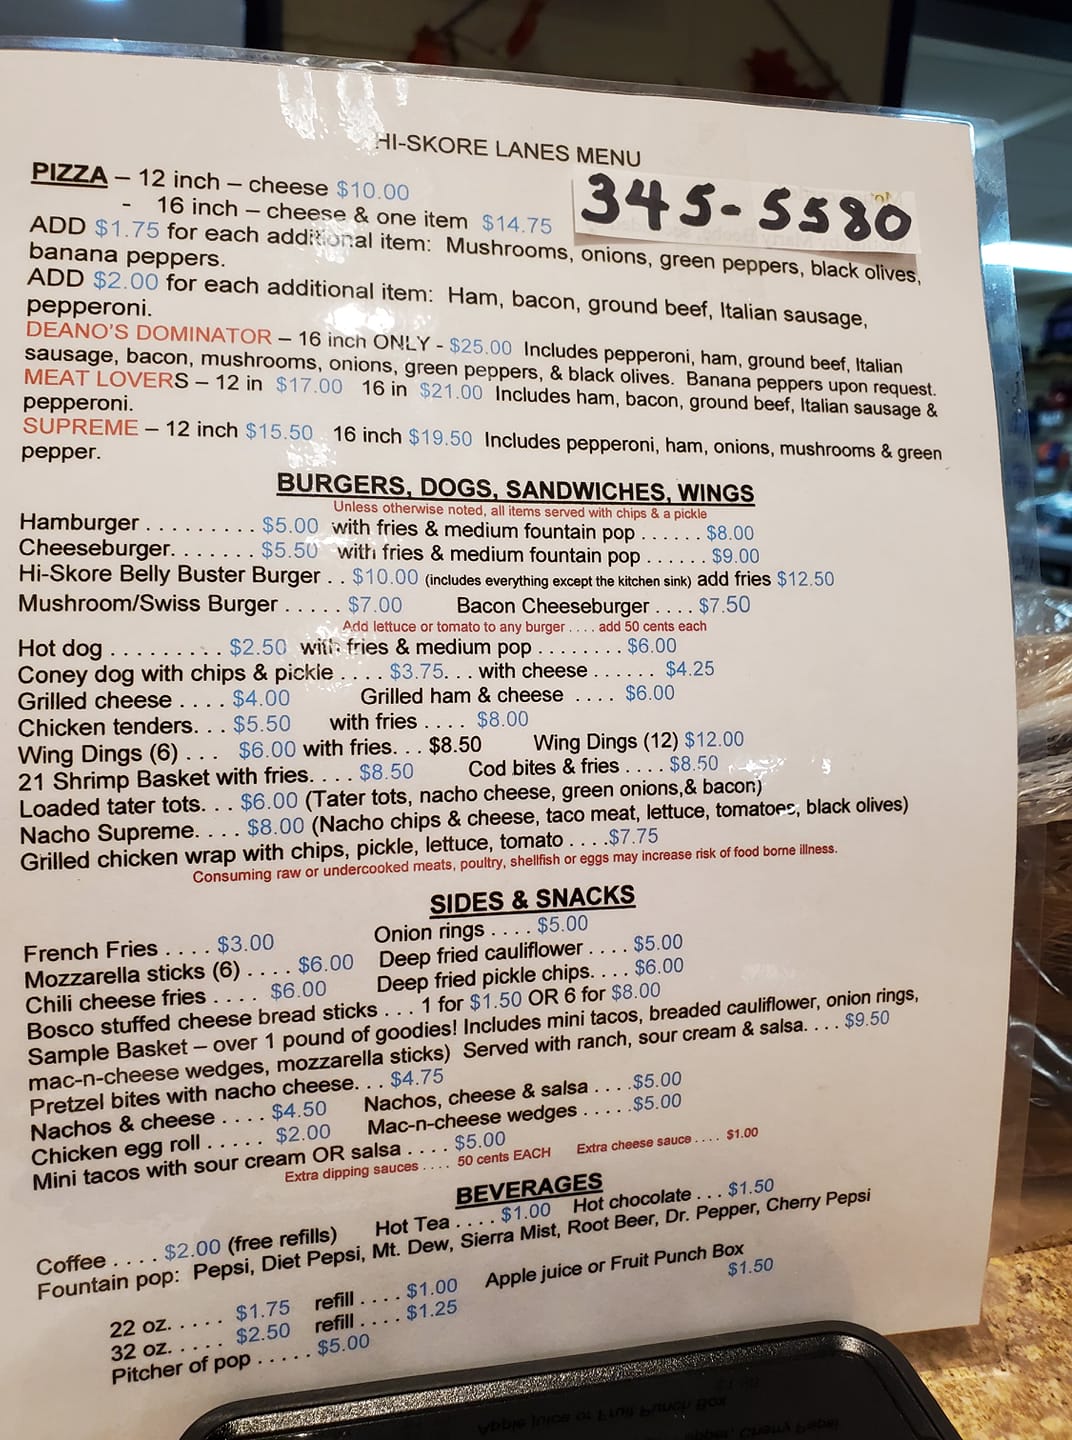 HI-SKORE LANES MENU
345-5580
PIZZA – 12 inch – cheese $10.00
- 16 inch – cheese & one item $14.75
ADD $1.75 for each additional item: Mushrooms, onions, green peppers, black olives,
banana peppers.
ADD $2.00 for each additional item: Ham, bacon, ground beef, Italian sausage,
pepperoni.
DEANO'S DOMINATOR – 16 inch ONLY - $25.00 Includes pepperoni, ham, ground beef, Italian
sausage, bacon, mushrooms, onions, green peppers, & black olives. Banana peppers upon request.
MEAT LOVERS – 12 in $17.00 16 in $21.00 Includes ham, bacon, ground beef, Italian sausage &
pepperoni.
SUPREME – 12 inch $15.50 16 inch $19.50 Includes pepperoni, ham, onions, mushrooms & green
pepper.
BURGERS, DOGS, SANDWICHES, WINGS
Unless otherwise noted, all items served with chips & a pickle
Hamburger . . . . . . . . . $5.00 with fries & medium fountain pop . . . . . . $8.00
Cheeseburger. . . . . . . $5.50 with fries & medium fountain pop . . . . . . $9.00
Hi-Skore Belly Buster Burger . . $10.00 (includes everything except the kitchen sink) add fries $12.50
Mushroom/Swiss Burger . . . . . $7.00 Bacon Cheeseburger . . . . $7.50
Add lettuce or tomato to any burger . . . . add 50 cents each
Hot dog . . . . . . . . . $2.50 with fries & medium pop . . . . . . . . $6.00
Coney dog with chips & pickle . . . . $3.75. . . with cheese . . . . . . $4.25
Grilled cheese . . . . $4.00 Grilled ham & cheese . . . . $6.00
Chicken tenders. . . $5.50 with fries . . . . $8.00
Wing Dings (6) . . . $6.00 with fries. . . $8.50 Wing Dings (12) $12.00
21 Shrimp Basket with fries. . . . $8.50 Cod bites & fries . . . . $8.50
Loaded tater tots. . . $6.00 (Tater tots, nacho cheese, green onions,& bacon)
Nacho Supreme. . . . $8.00 (Nacho chips & cheese, taco meat, lettuce, tomatoes, black olives)
Grilled chicken wrap with chips, pickle, lettuce, tomato . . . .$7.75
Consuming raw or undercooked meats, poultry, shellfish or eggs may increase risk of food borne illness.
SIDES & SNACKS
French Fries . . . . $3.00 Onion rings . . . . $5.00
Mozzarella sticks (6) . . . . $6.00 Deep fried cauliflower . . . . $5.00
Chili cheese fries . . . . $6.00 Deep fried pickle chips. . . . $6.00
Bosco stuffed cheese bread sticks . . . 1 for $1.50 OR 6 for $8.00
Sample Basket – over 1 pound of goodies! Includes mini tacos, breaded cauliflower, onion rings,
mac-n-cheese wedges, mozzarella sticks) Served with ranch, sour cream & salsa. . . . $9.50
Pretzel bites with nacho cheese. . . $4.75
Nachos & cheese . . . . $4.50 Nachos, cheese & salsa . . . .$5.00
Chicken egg roll . . . . . $2.00 Mac-n-cheese wedges . . . . .$5.00
Mini tacos with sour cream OR salsa . . . . $5.00
Extra dipping sauces . . . . 50 cents EACH Extra cheese sauce . . . . $1.00
BEVERAGES
Coffee . . . . $2.00 (free refills) Hot Tea . . . . $1.00 Hot chocolate . . . $1.50
Fountain pop: Pepsi, Diet Pepsi, Mt. Dew, Sierra Mist, Root Beer, Dr. Pepper, Cherry Pepsi
22 oz. . . . . . $1.75 refill . . . . $1.00 Apple juice or Fruit Punch Box
32 oz. . . . . . $2.50 refill . . . . $1.25 $1.50
Pitcher of pop . . . . . $5.00